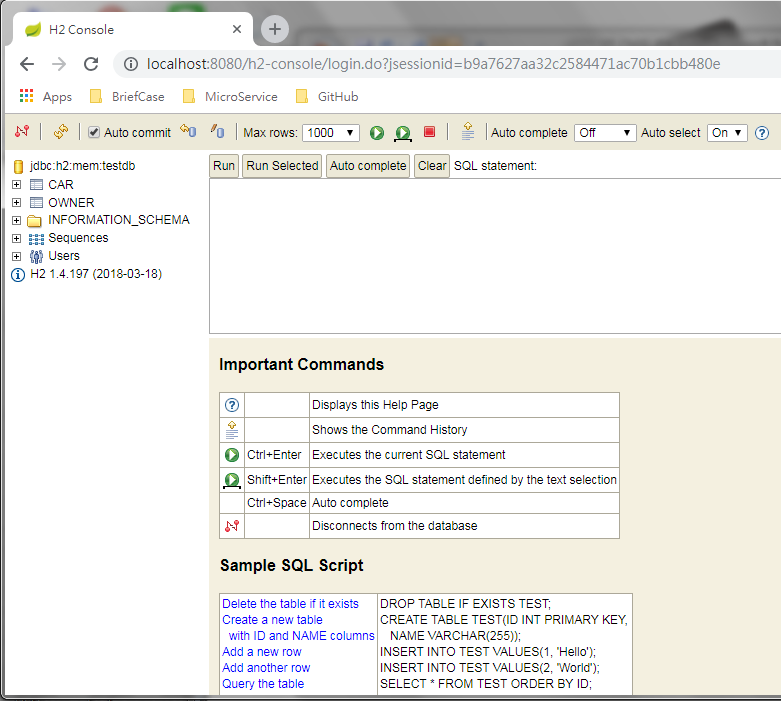 H2 Console
localhost:8080/h2-console/login.do?jsessionid=b9a7627aa32c2584471ac70b1cbb480e
Apps BriefCase MicroService GitHub
Auto commit Max rows: 1000 Auto complete Off Auto select On
jdbc:h2:mem:testdb
CAR
OWNER
INFORMATION_SCHEMA
Sequences
Users
H2 1.4.197 (2018-03-18)
Run Run Selected Auto complete Clear SQL statement:
Important Commands
Displays this Help Page
Shows the Command History
Ctrl+Enter Executes the current SQL statement
Shift+Enter Executes the SQL statement defined by the text selection
Ctrl+Space Auto complete
Disconnects from the database
Sample SQL Script
Delete the table if it exists DROP TABLE IF EXISTS TEST;
Create a new table CREATE TABLE TEST(ID INT PRIMARY KEY,
with ID and NAME columns NAME VARCHAR(255));
Add a new row INSERT INTO TEST VALUES(1, 'Hello');
Add another row INSERT INTO TEST VALUES(2, 'World');
Query the table SELECT * FROM TEST ORDER BY ID;